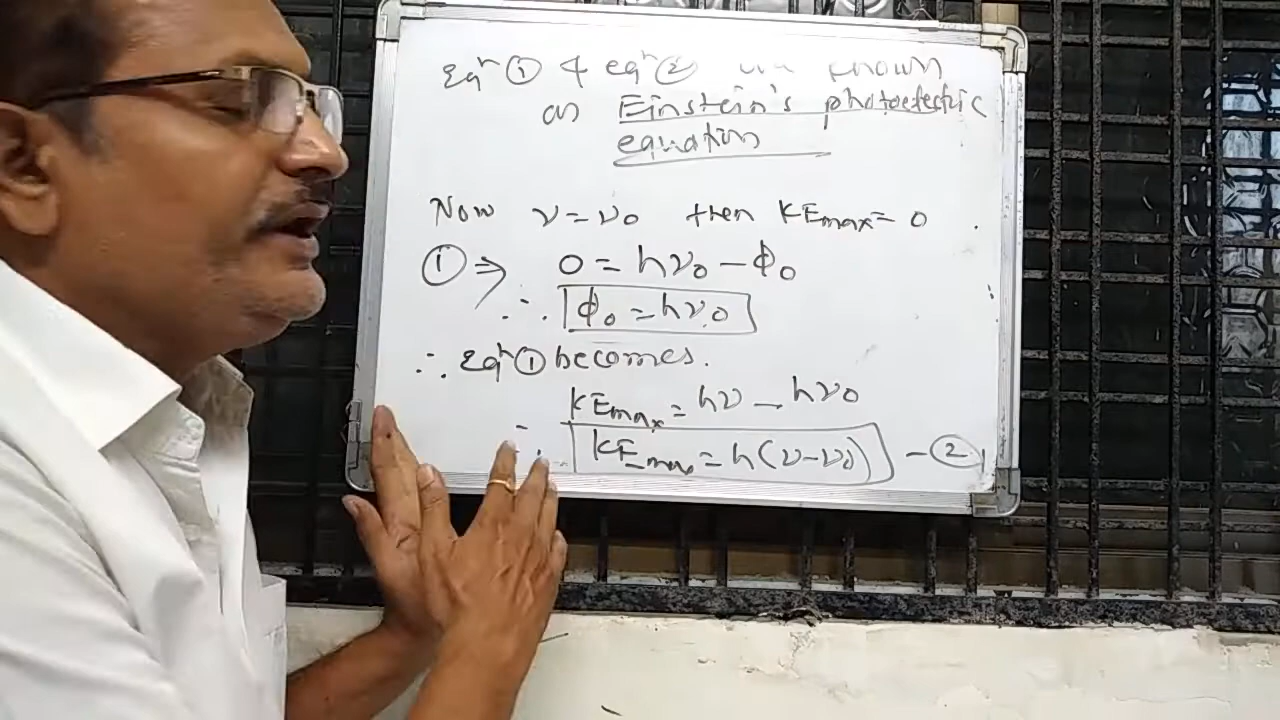 Eqⁿ ① & eqⁿ ② are known
as Einstein's photoelectric
equation
Now ν = ν₀ then KEmax = 0
① ⇒ 0 = hν₀ − ϕ₀
∴ ϕ₀ = hν₀
∴ Eqⁿ ① becomes.
KEmax = hν − hν₀
∴ KEmax = h(ν − ν₀) − ②